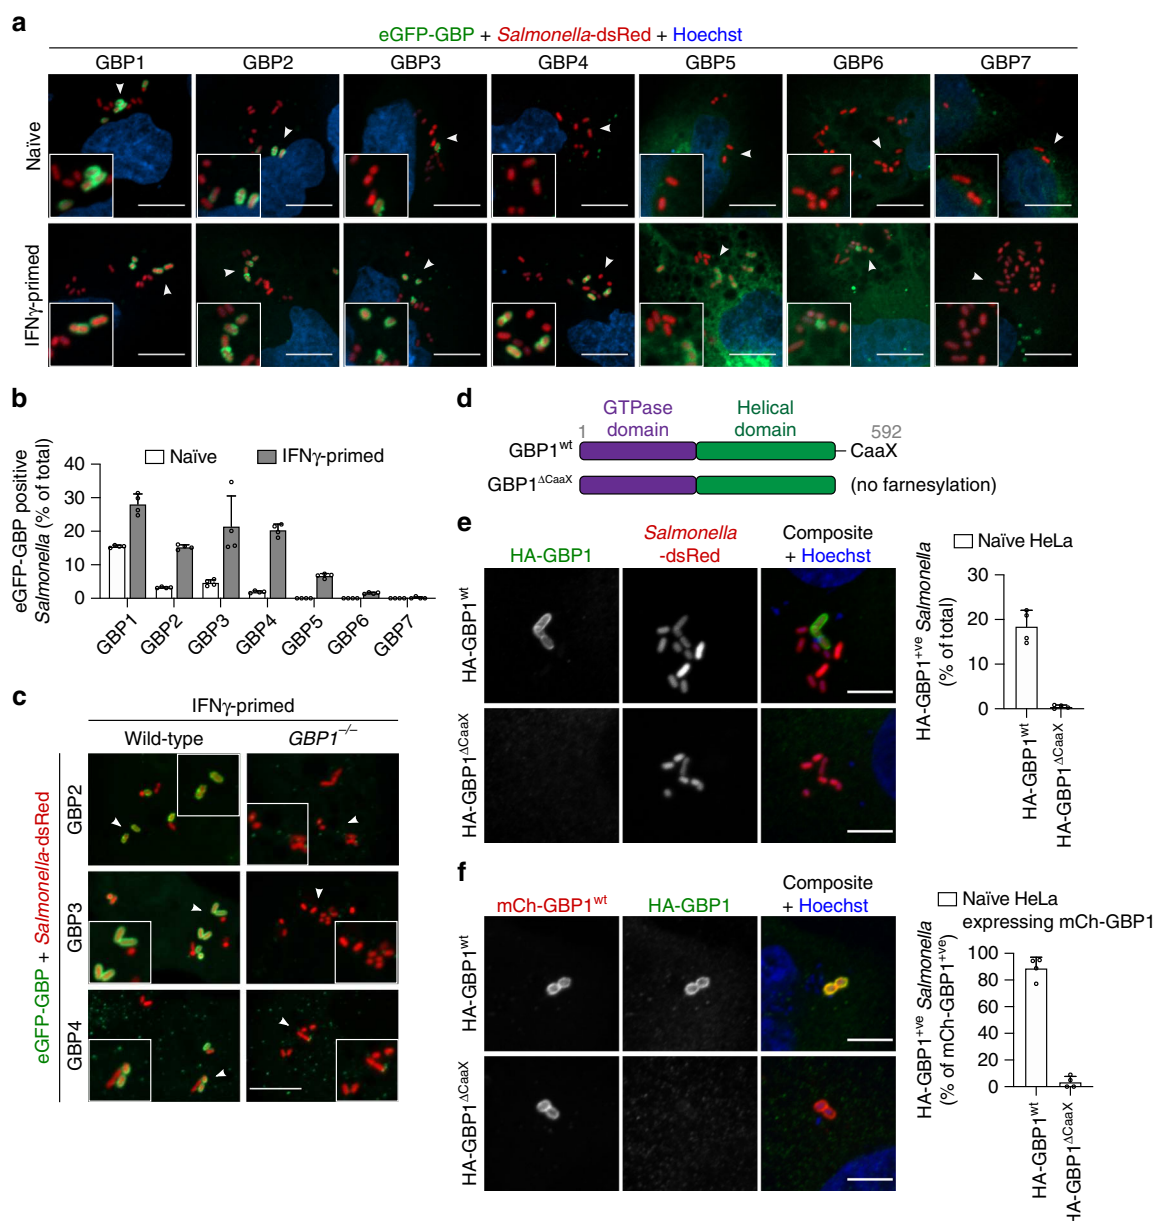 a
eGFP-GBP + Salmonella-dsRed + Hoechst
GBP1 GBP2 GBP3 GBP4 GBP5 GBP6 GBP7
Naïve
IFNγ-primed
b
eGFP-GBP positive
Salmonella (% of total)
Naïve IFNγ-primed
40
30
20
10
0
GBP1 GBP2 GBP3 GBP4 GBP5 GBP6 GBP7
c
IFNγ-primed
Wild-type GBP1–/–
eGFP-GBP + Salmonella-dsRed
GBP2
GBP3
GBP4
d
GTPase
domain
Helical
domain
1 592
GBP1wt CaaX
GBP1ΔCaaX (no farnesylation)
e
HA-GBP1
Salmonella
-dsRed
Composite
+ Hoechst
HA-GBP1wt
HA-GBP1ΔCaaX
Naïve HeLa
HA-GBP1+ve Salmonella
(% of total)
30
20
10
0
HA-GBP1wt
HA-GBP1ΔCaaX
f
mCh-GBP1wt
HA-GBP1
Composite
+ Hoechst
HA-GBP1wt
HA-GBP1ΔCaaX
Naïve HeLa
expressing mCh-GBP1
HA-GBP1+ve Salmonella
(% of mCh-GBP1+ve)
100
80
60
40
20
0
HA-GBP1wt
HA-GBP1ΔCaaX